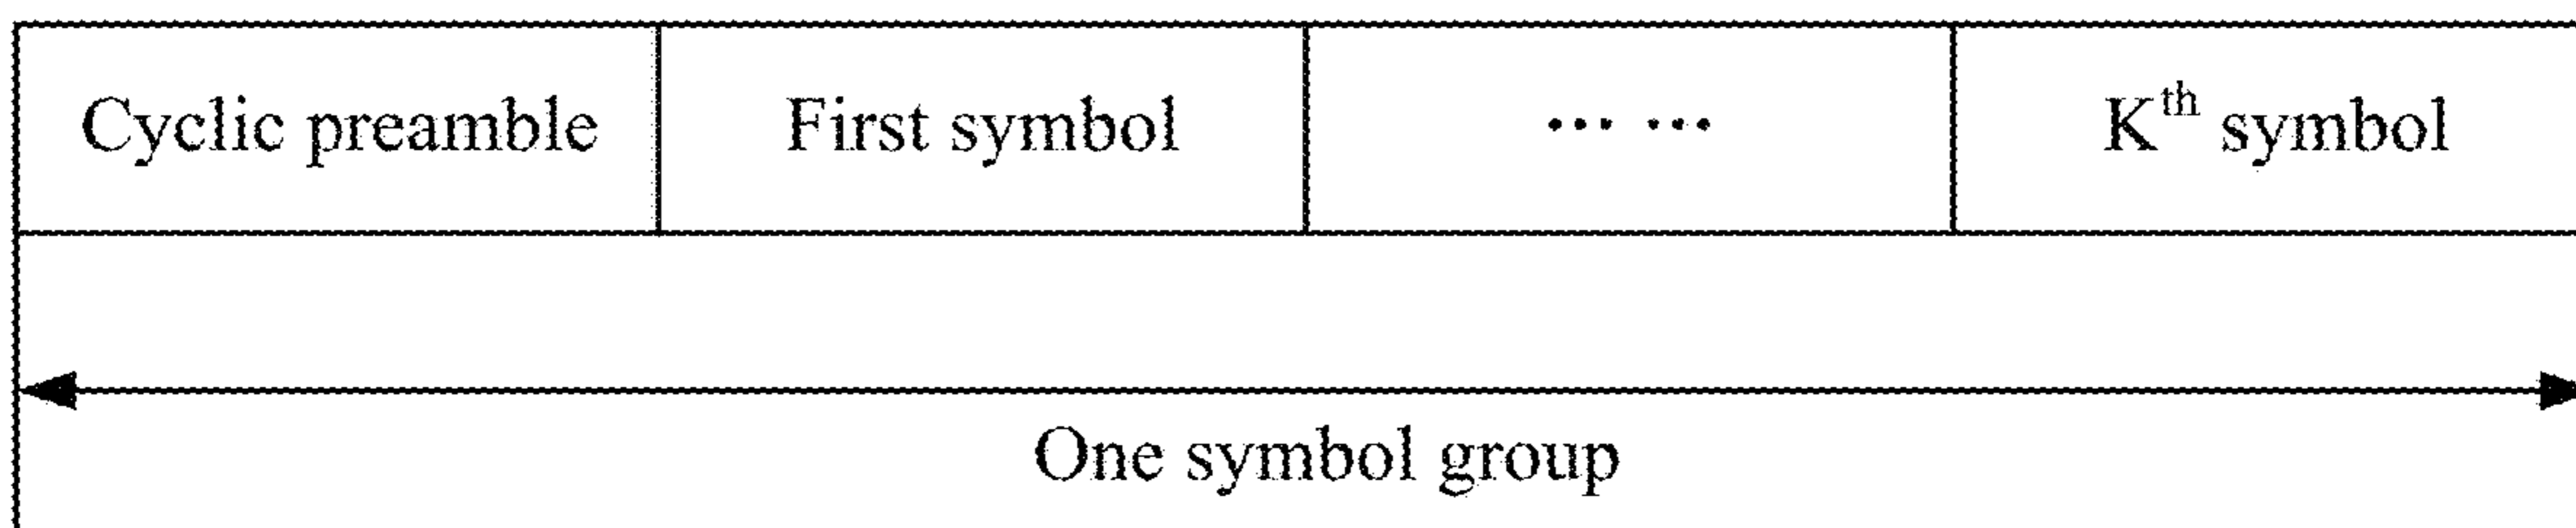 Cyclic preamble First symbol ... ... Kth symbol
One symbol group